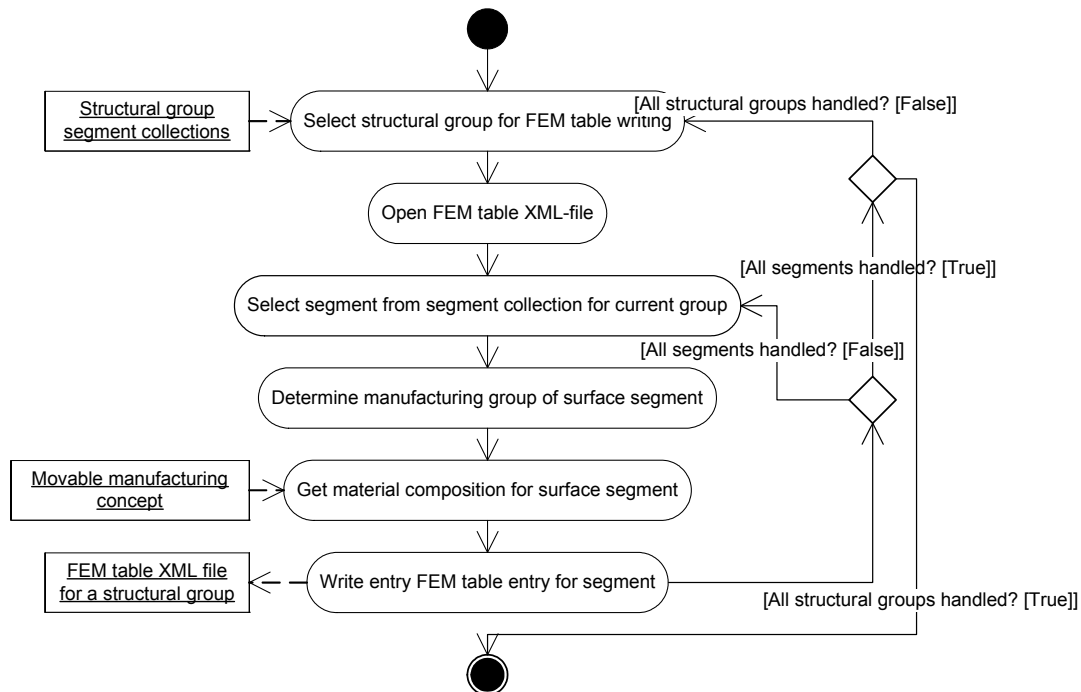 [All structural groups handled? [False]]
Structural group
segment collections
Select structural group for FEM table writing
Open FEM table XML-file
[All segments handled? [True]]
Select segment from segment collection for current group
[All segments handled? [False]]
Determine manufacturing group of surface segment
Movable manufacturing
concept
Get material composition for surface segment
FEM table XML file
for a structural group
Write entry FEM table entry for segment
[All structural groups handled? [True]]